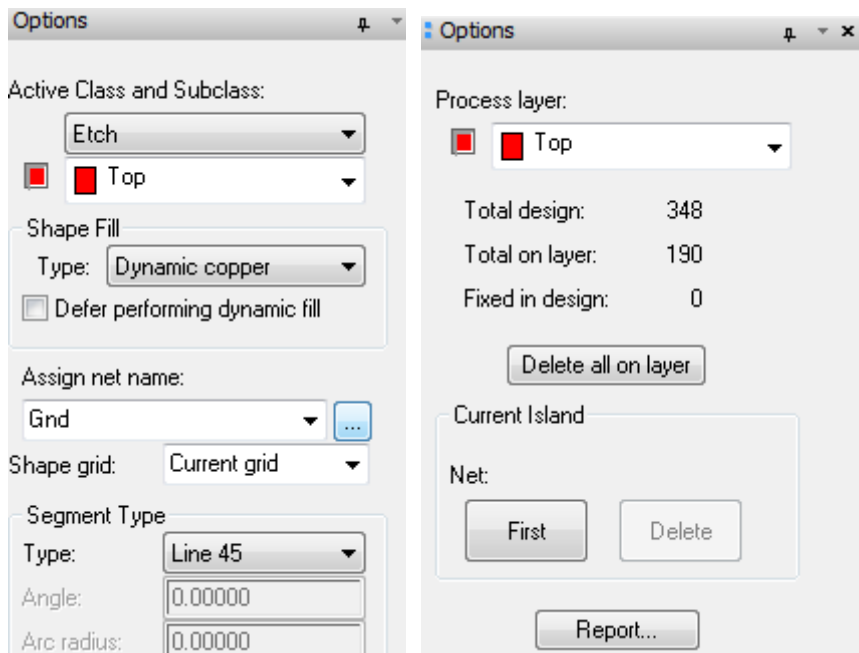 Options
Active Class and Subclass:
Etch
Top
Shape Fill
Type: Dynamic copper
Defer performing dynamic fill
Assign net name:
Gnd ...
Shape grid: Current grid
Segment Type
Type: Line 45
Angle: 0.00000
Arc radius: 0.00000
Options
Process layer:
Top
Total design: 348
Total on layer: 190
Fixed in design: 0
Delete all on layer
Current Island
Net:
First Delete
Report...